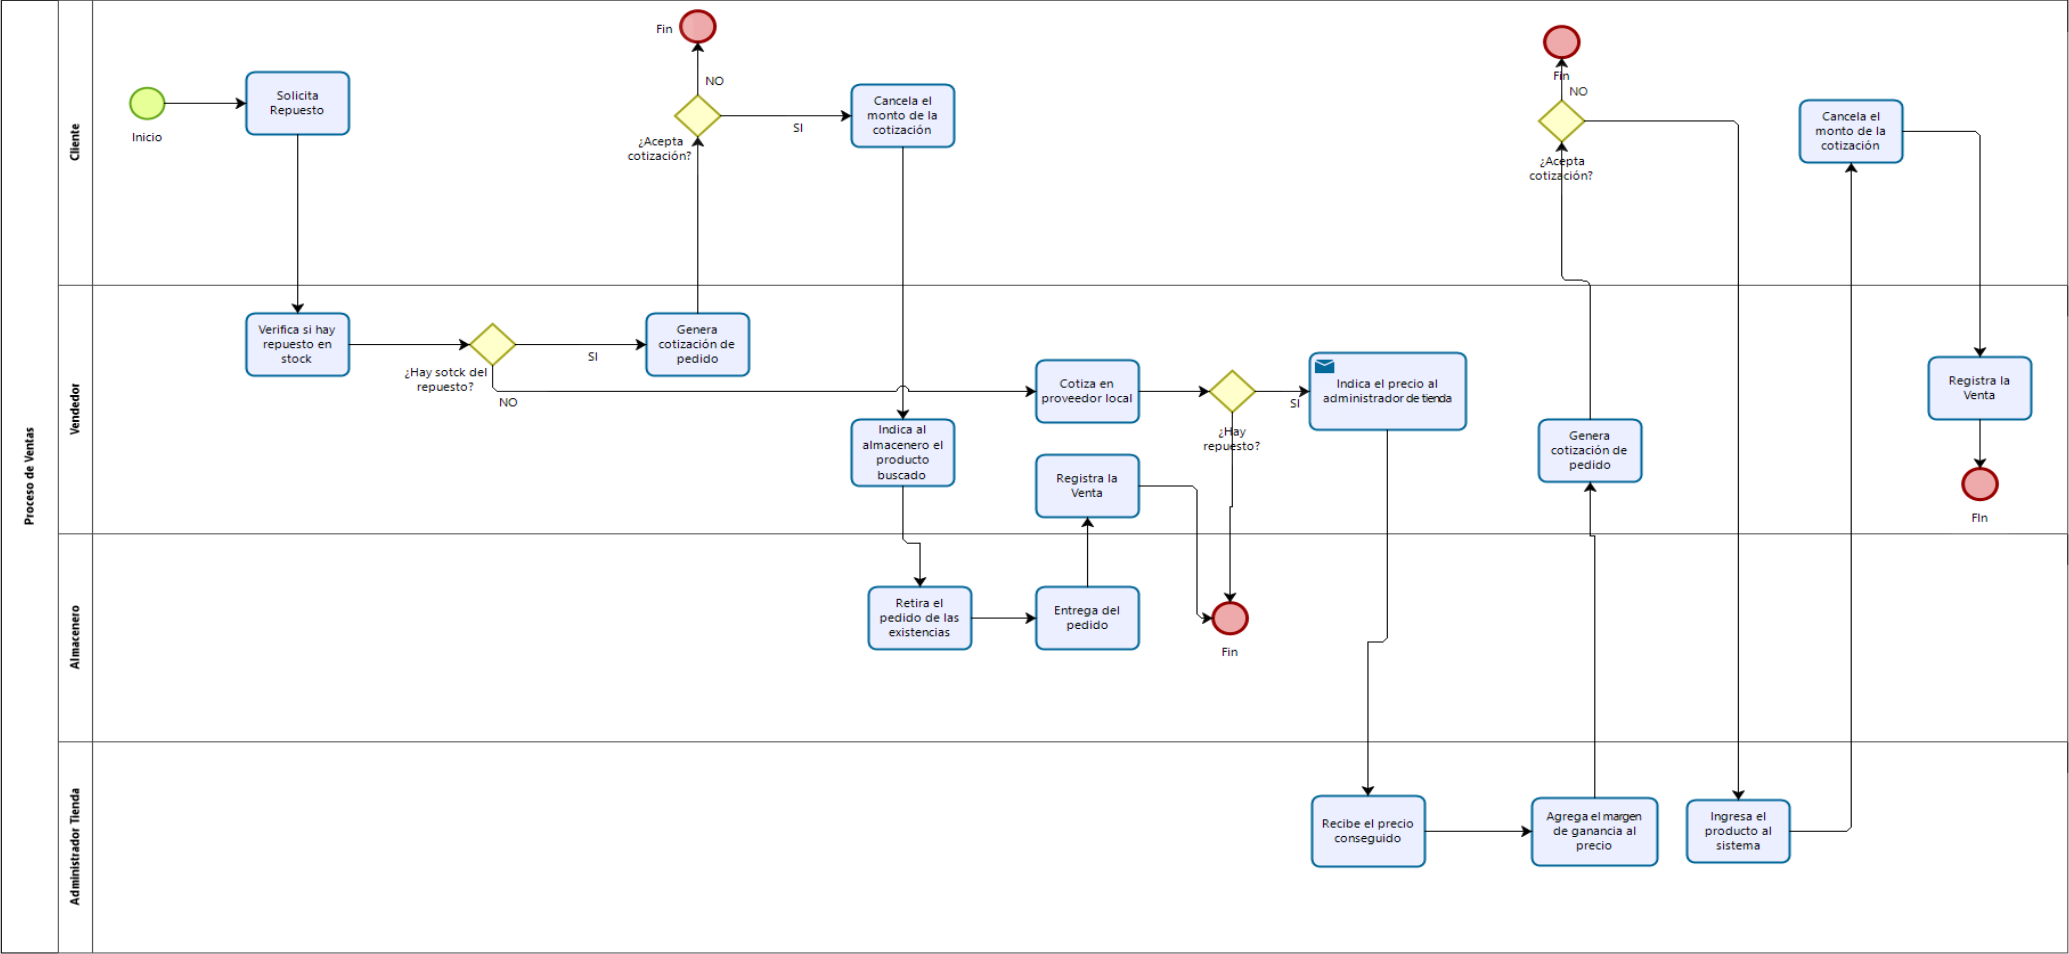 Proceso de Ventas
Cliente
Inicio
Solicita
Repuesto
Fin
NO
¿Acepta
cotización?
SI
Cancela el
monto de la
cotización
Fin
NO
¿Acepta
cotización?
Cancela el
monto de la
cotización
Vendedor
Verifica si hay
repuesto en
stock
¿Hay sotck del
repuesto?
SI
NO
Genera
cotización de
pedido
Indica al
almacenero el
producto
buscado
Cotiza en
proveedor local
¿Hay
repuesto?
SI
Indica el precio al
administrador de tienda
Registra la
Venta
Genera
cotización de
pedido
Registra la
Venta
FIn
Almacenero
Retira el
pedido de las
existencias
Entrega del
pedido
Fin
Administrador Tienda
Recibe el precio
conseguido
Agrega el margen
de ganancia al
precio
Ingresa el
producto al
sistema